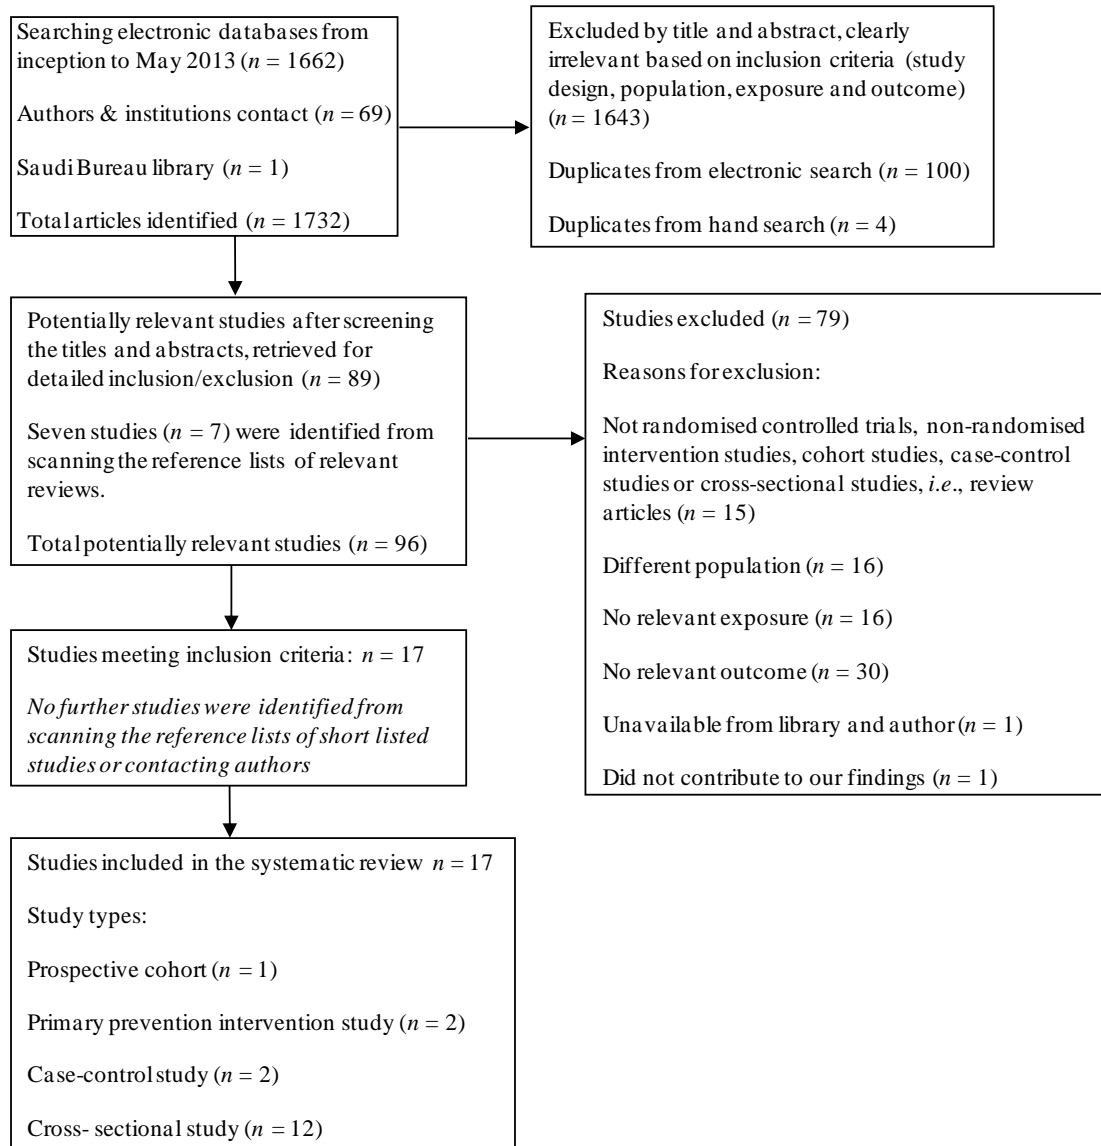 Searching electronic databases from
inception to May 2013 (n = 1662)
Authors & institutions contact (n = 69)
Saudi Bureau library (n = 1)
Total articles identified (n = 1732)
Excluded by title and abstract, clearly
irrelevant based on inclusion criteria (study
design, population, exposure and outcome)
(n = 1643)
Duplicates from electronic search (n = 100)
Duplicates from hand search (n = 4)
Potentially relevant studies after screening
the titles and abstracts, retrieved for
detailed inclusion/exclusion (n = 89)
Seven studies (n = 7) were identified from
scanning the reference lists of relevant
reviews.
Total potentially relevant studies (n = 96)
Studies excluded (n = 79)
Reasons for exclusion:
Not randomised controlled trials, non-randomised
intervention studies, cohort studies, case-control
studies or cross-sectional studies, i.e., review
articles (n = 15)
Different population (n = 16)
No relevant exposure (n = 16)
No relevant outcome (n = 30)
Unavailable from library and author (n = 1)
Did not contribute to our findings (n = 1)
Studies meeting inclusion criteria: n = 17
No further studies were identified from
scanning the reference lists of short listed
studies or contacting authors
Studies included in the systematic review n = 17
Study types:
Prospective cohort (n = 1)
Primary prevention intervention study (n = 2)
Case-control study (n = 2)
Cross- sectional study (n = 12)